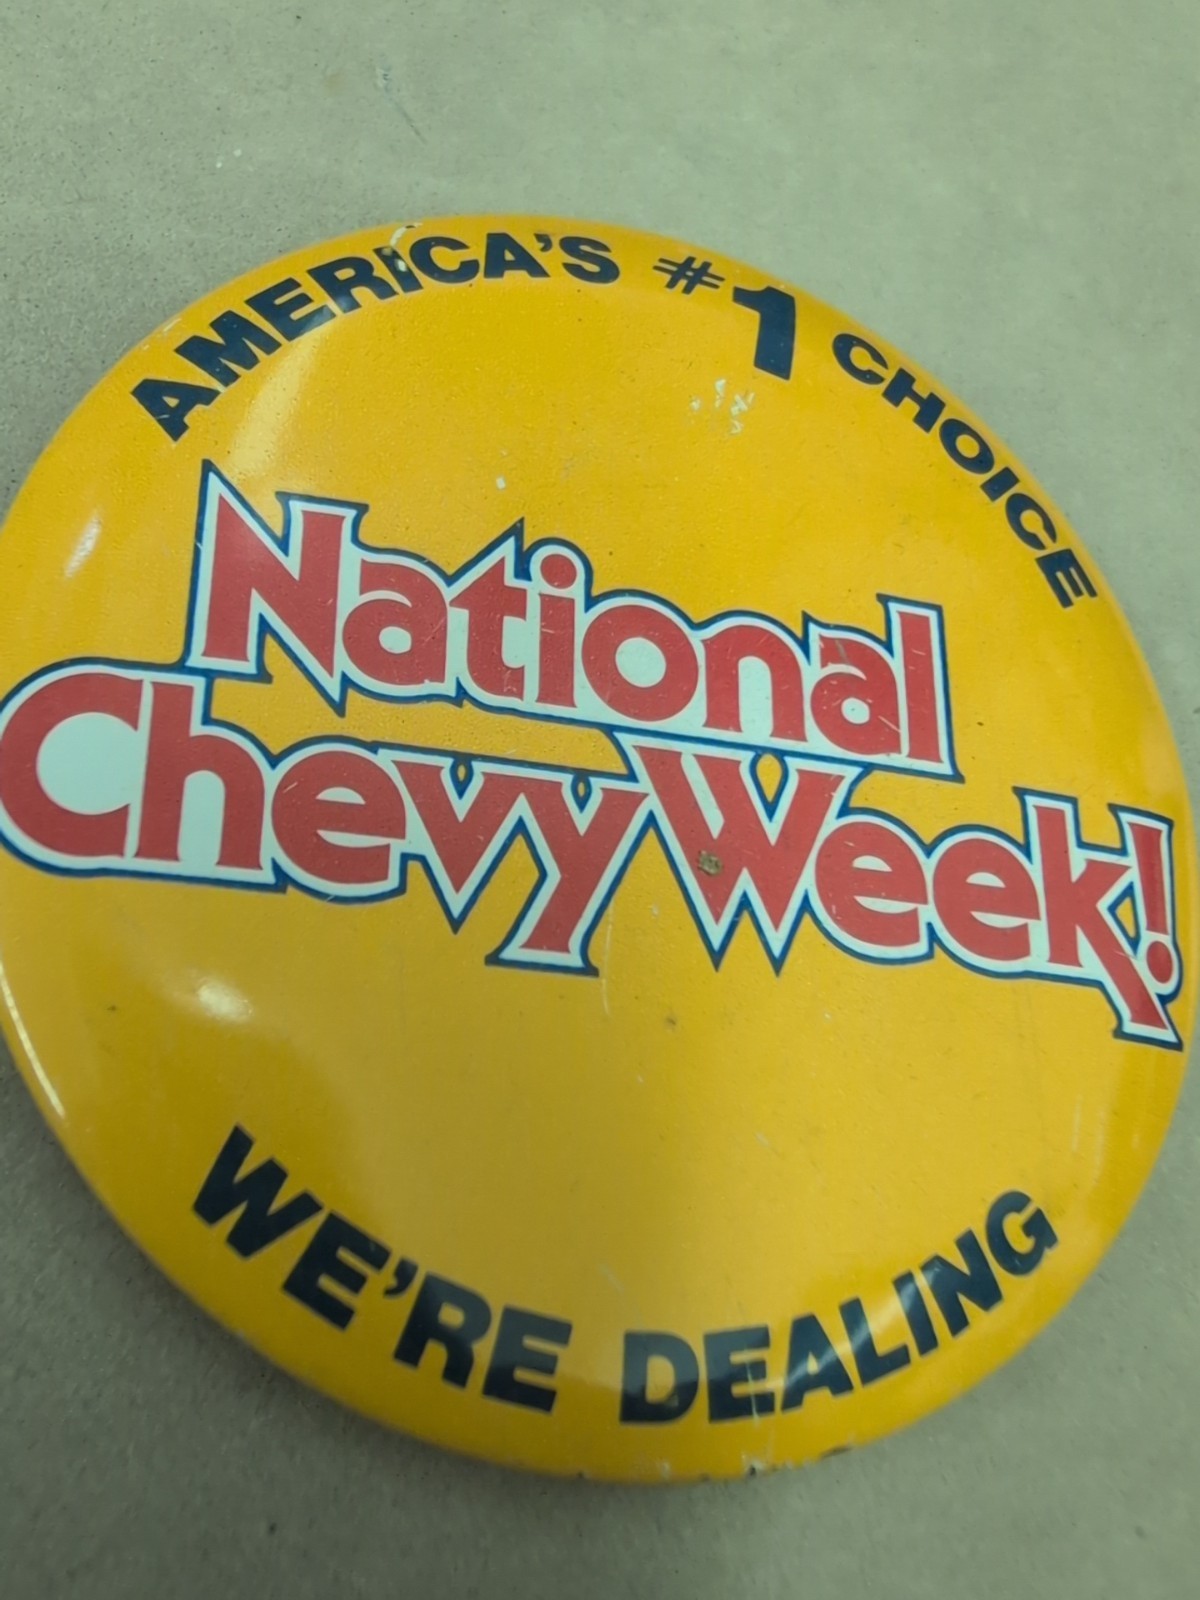 AMERICA'S #1 CHOICE
National
Chevy Week!
WE'RE DEALING